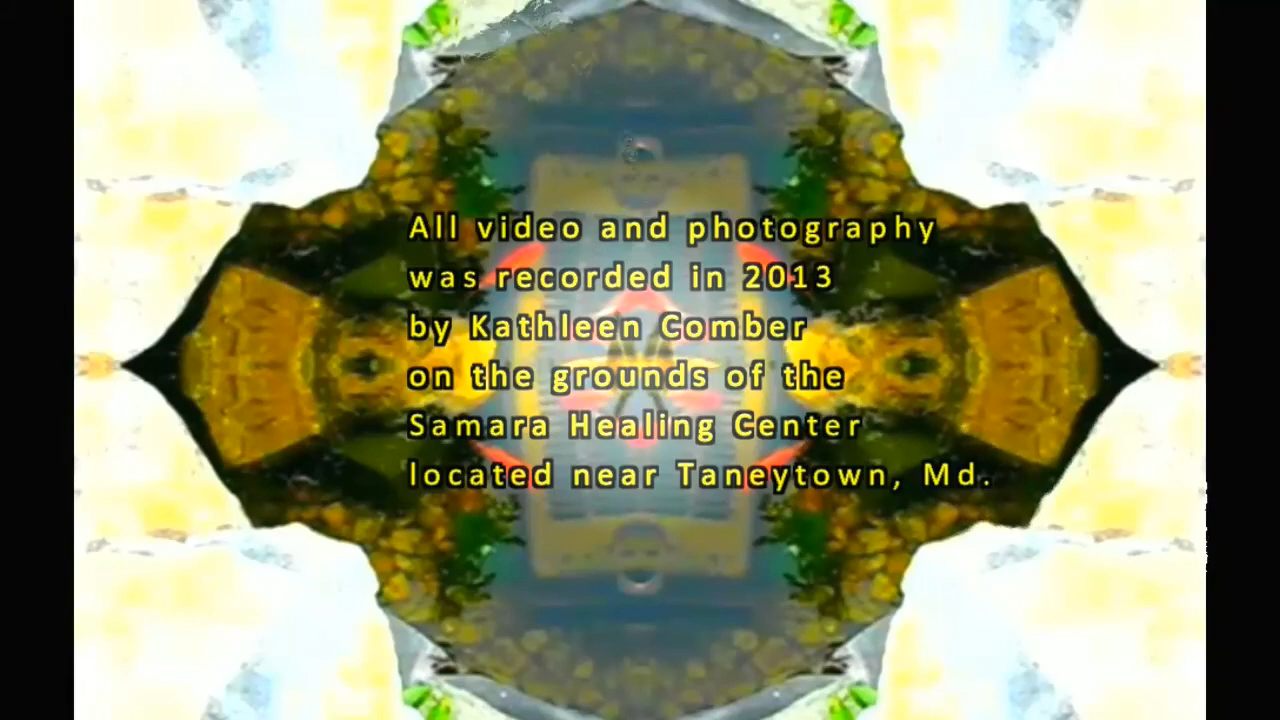 All video and photography
was recorded in 2013
by Kathleen Comber
on the grounds of the
Samara Healing Center
located near Taneytown, Md.